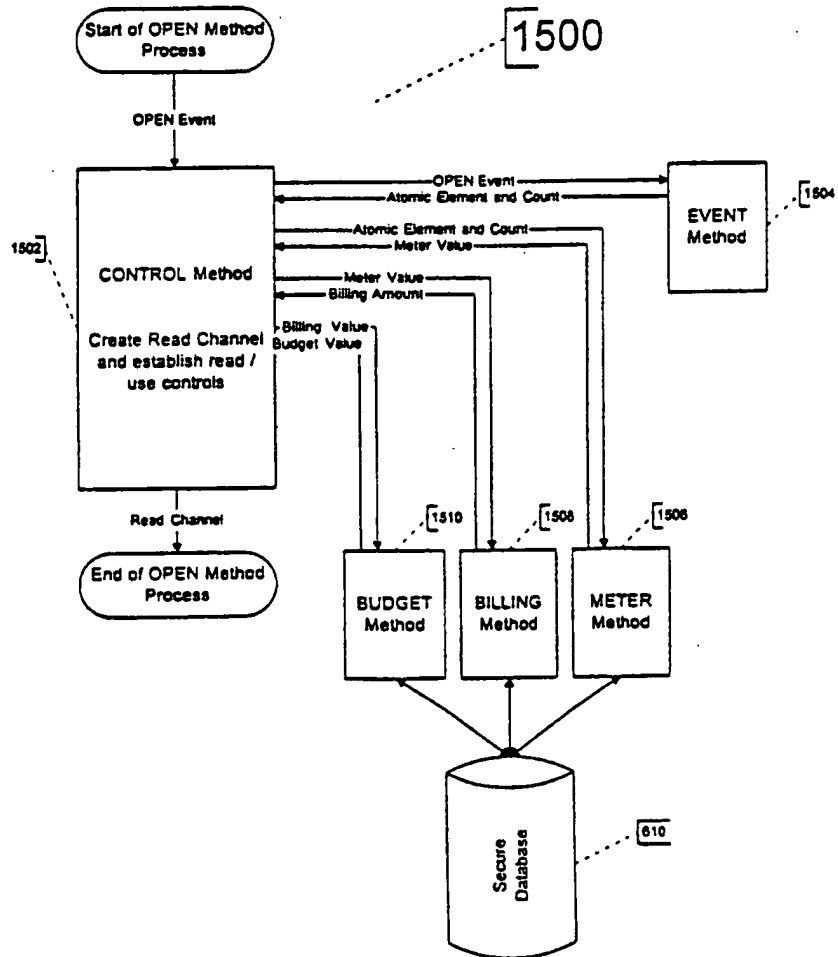 Start of OPEN Method
Process
1500
OPEN Event
OPEN Event
Atomic Element and Count
EVENT
Method
1504
1502
Atomic Element and Count
Meter Value
CONTROL Method
Meter Value
Billing Amount
Create Read Channel
and establish read /
use controls
Billing Value
Budget Value
Read Channel
End of OPEN Method
Process
1510
1508
1506
BUDGET
Method
BILLING
Method
METER
Method
Secure
Database
610